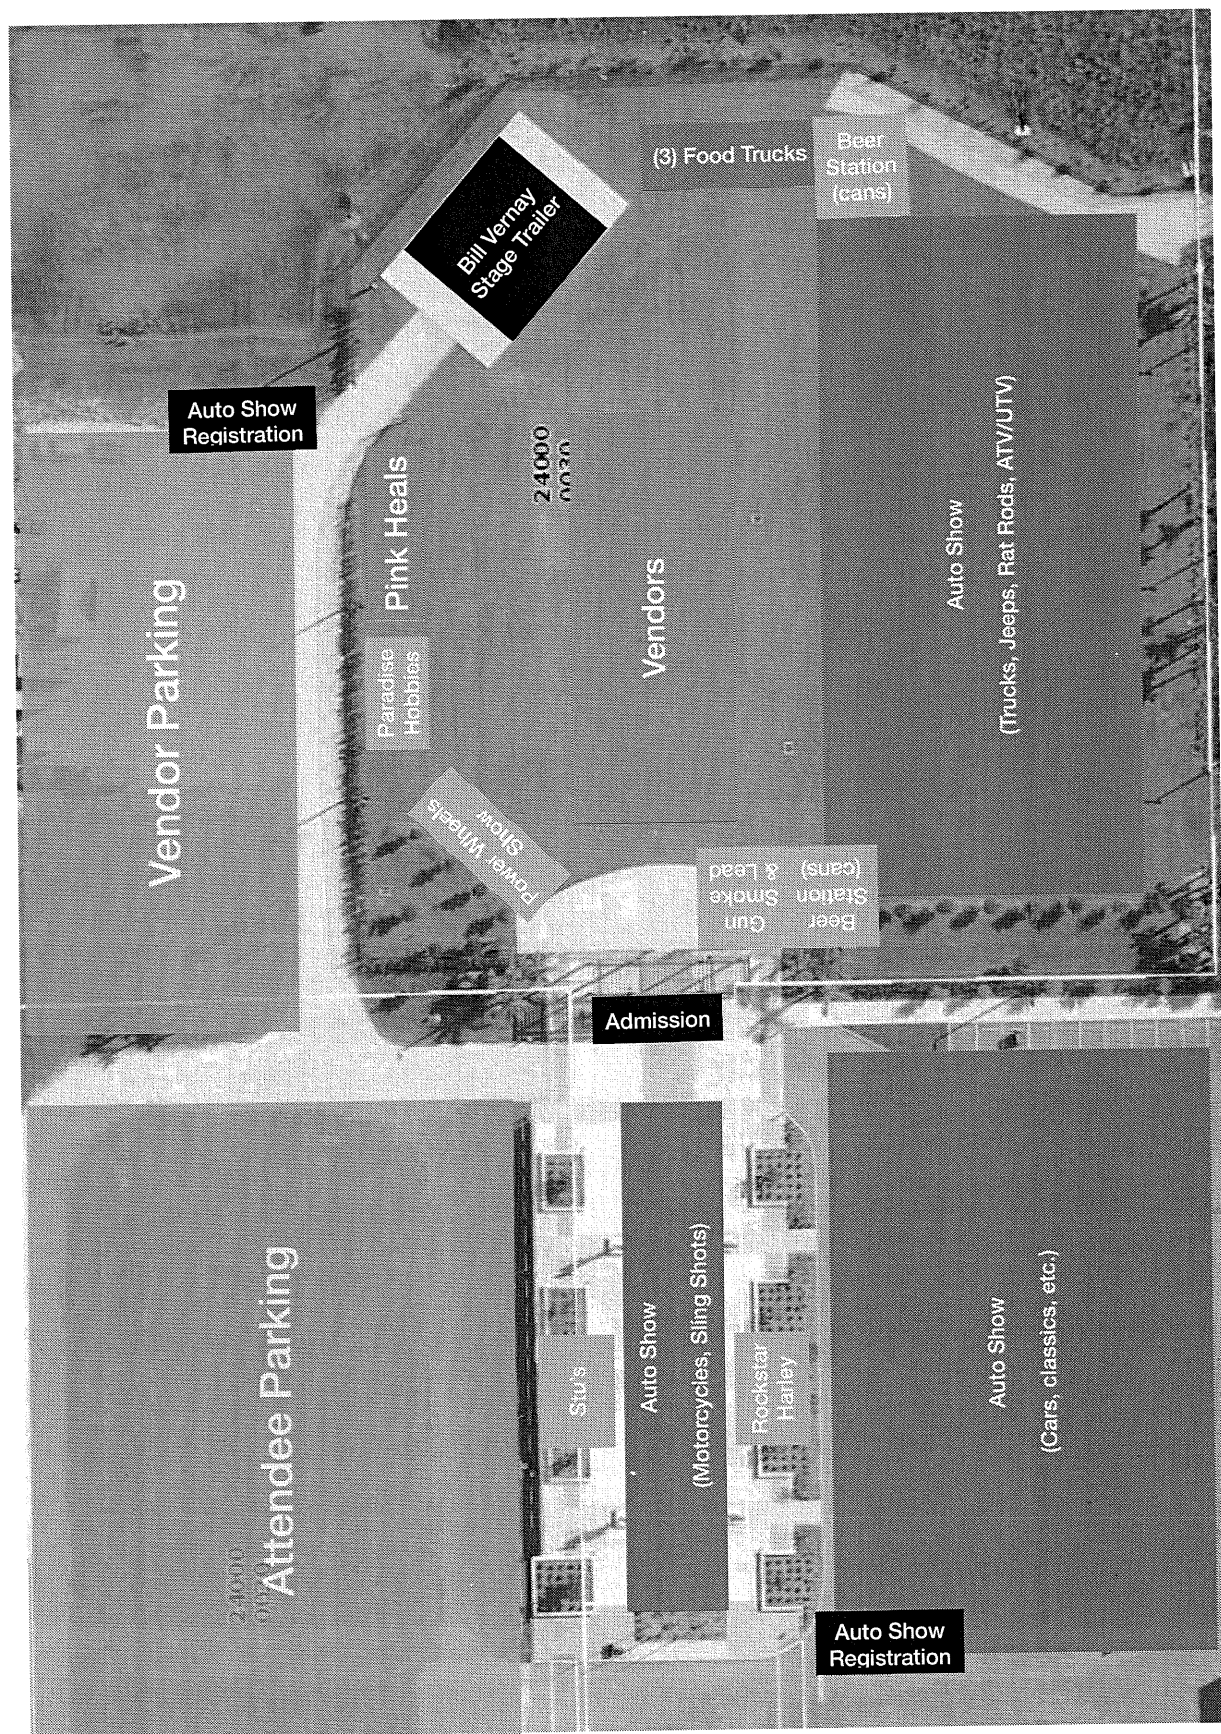 (3) Food Trucks
Beer
Station
(cans)
Bill Vernay
Stage Trailer
Auto Show
Registration
24000
Pink Heals
Vendors
Auto Show
(Trucks, Jeeps, Rat Rods, ATV/UTV)
Vendor Parking
Paradise
Hobbies
Power Wheels
Show
Gun
Smoke
& Lead
Beer
Station
(cans)
Admission
Attendee Parking
24000
Stu's
Auto Show
(Motorcycles, Sling Shots)
Rockstar
Harley
Auto Show
(Cars, classics, etc.)
Auto Show
Registration